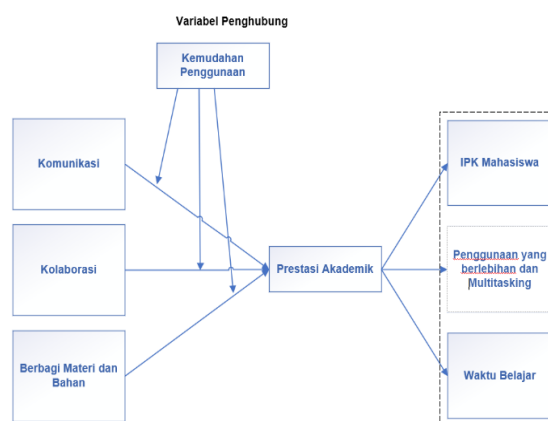 Variabel Penghubung
Kemudahan
Penggunaan
Komunikasi
Kolaborasi
Berbagi Materi dan
Bahan
Prestasi Akademik
IPK Mahasiswa
Penggunaan yang
berlebihan dan
Multitasking
Waktu Belajar